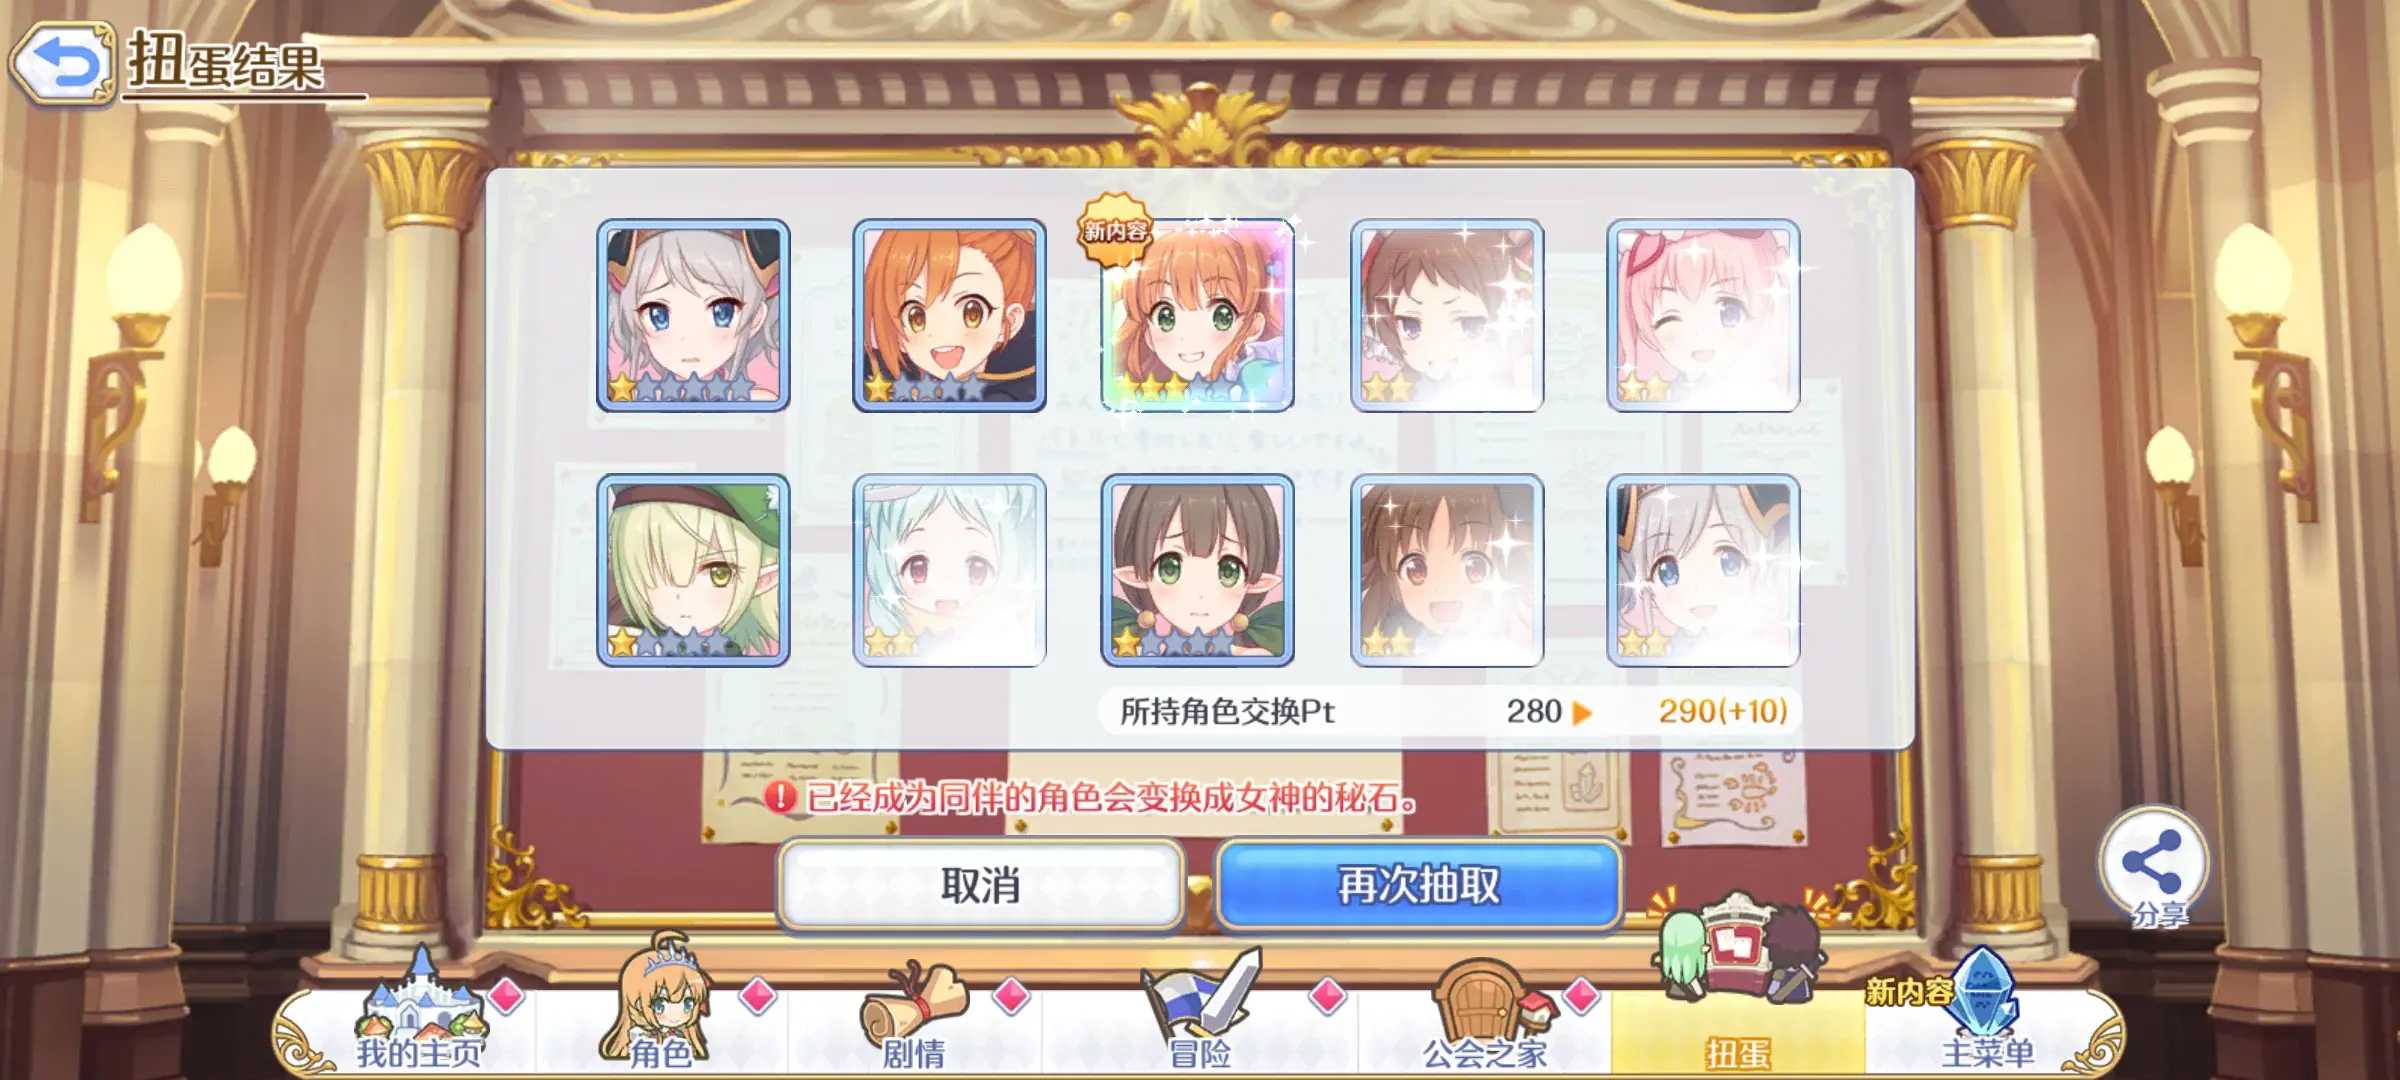 扭蛋结果
新内容
所持角色交换Pt 280 290(+10)
已经成为同伴的角色会变换成女神的秘石。
取消
再次抽取
分享
新内容
我的主页
角色
剧情
冒险
公会之家
扭蛋
主菜单